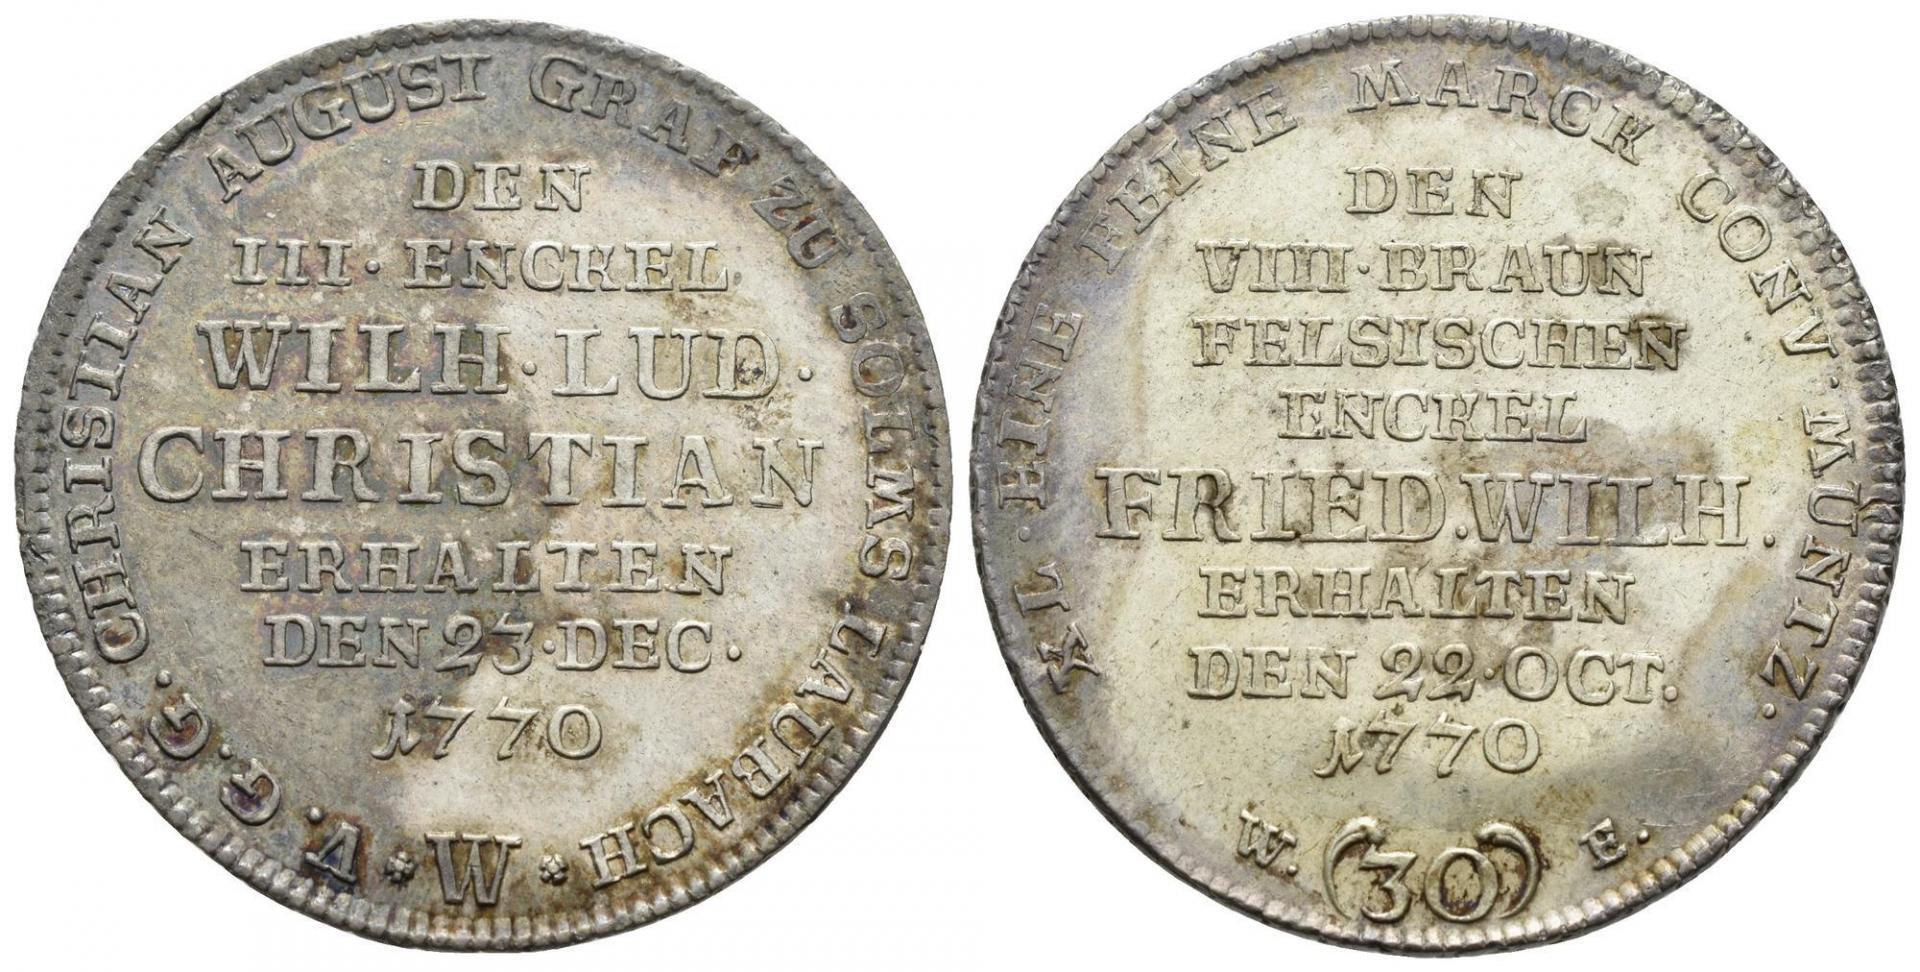 V. G. G. CHRISTIIAN AUGUST GRAF ZU SOLMS LAUBACH
DEN
III · ENCKEL
WILH · LUD ·
CHRISTIAN
ERHALTEN
DEN 23 · DEC ·
1770
W
XL · EINE FEINE MARCK CONV · MÜNTZ ·
DEN
VIII · BRAUN
FELSISCHEN
ENCKEL
FRIED. WILH.
ERHALTEN
DEN 22 · OCT.
1770
W. (30) E.